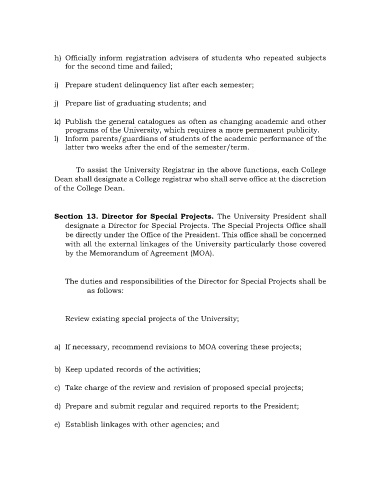 h) Officially inform registration advisers of students who repeated subjects
for the second time and failed;
i) Prepare student delinquency list after each semester;
j) Prepare list of graduating students; and
k) Publish the general catalogues as often as changing academic and other
programs of the University, which requires a more permanent publicity.
l) Inform parents/guardians of students of the academic performance of the
latter two weeks after the end of the semester/term.
To assist the University Registrar in the above functions, each College
Dean shall designate a College registrar who shall serve office at the discretion
of the College Dean.
Section 13. Director for Special Projects. The University President shall
designate a Director for Special Projects. The Special Projects Office shall
be directly under the Office of the President. This office shall be concerned
with all the external linkages of the University particularly those covered
by the Memorandum of Agreement (MOA).
The duties and responsibilities of the Director for Special Projects shall be
as follows:
Review existing special projects of the University;
a) If necessary, recommend revisions to MOA covering these projects;
b) Keep updated records of the activities;
c) Take charge of the review and revision of proposed special projects;
d) Prepare and submit regular and required reports to the President;
e) Establish linkages with other agencies; and